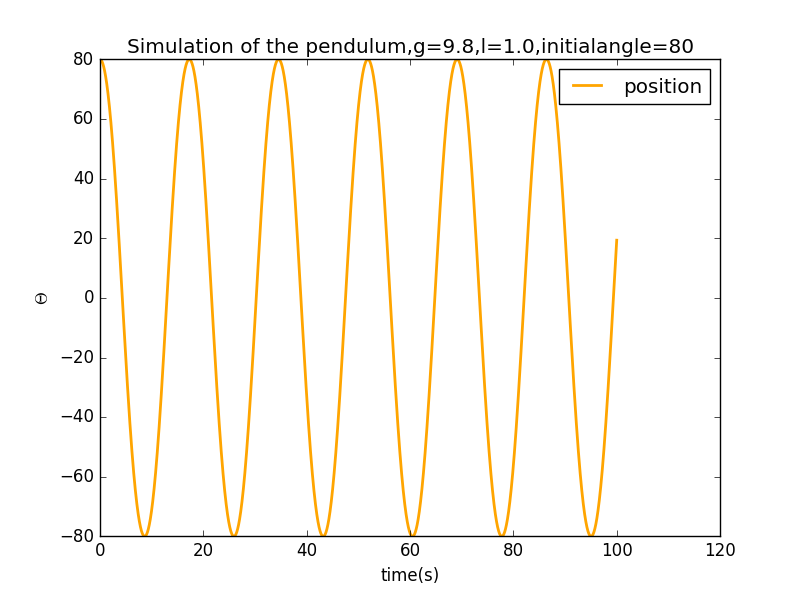 Simulation of the pendulum,g=9.8,l=1.0,initialangle=80
position
80
60
40
20
0
−20
−40
−60
−80
Θ
0 20 40 60 80 100 120
time(s)